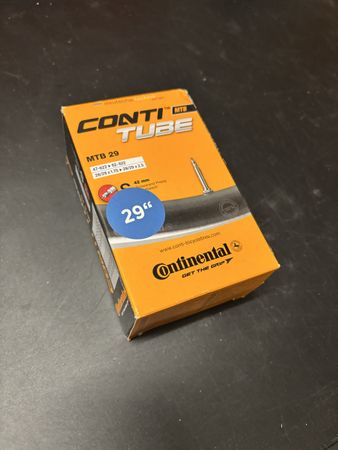 CONTI™ MTB
TUBE
MTB 29
47-622 ▸ 62-622
28/29 x 1.75 ▸ 28/29 x 2.5
42 mm
29“
www.conti-bicycletires.com
Continental
GET THE GRIP